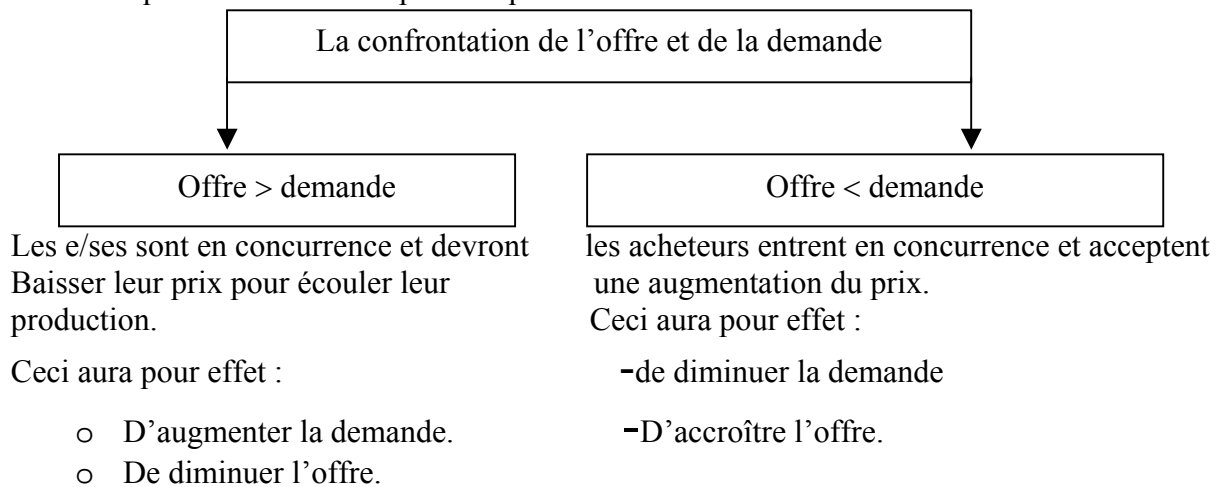 La confrontation de l’offre et de la demande
Offre > demande
Les e/ses sont en concurrence et devront
Baisser leur prix pour écouler leur
production.
Ceci aura pour effet :
o D’augmenter la demande.
o De diminuer l’offre.
Offre < demande
les acheteurs entrent en concurrence et acceptent
une augmentation du prix.
Ceci aura pour effet :
-de diminuer la demande
-D’accroître l’offre.